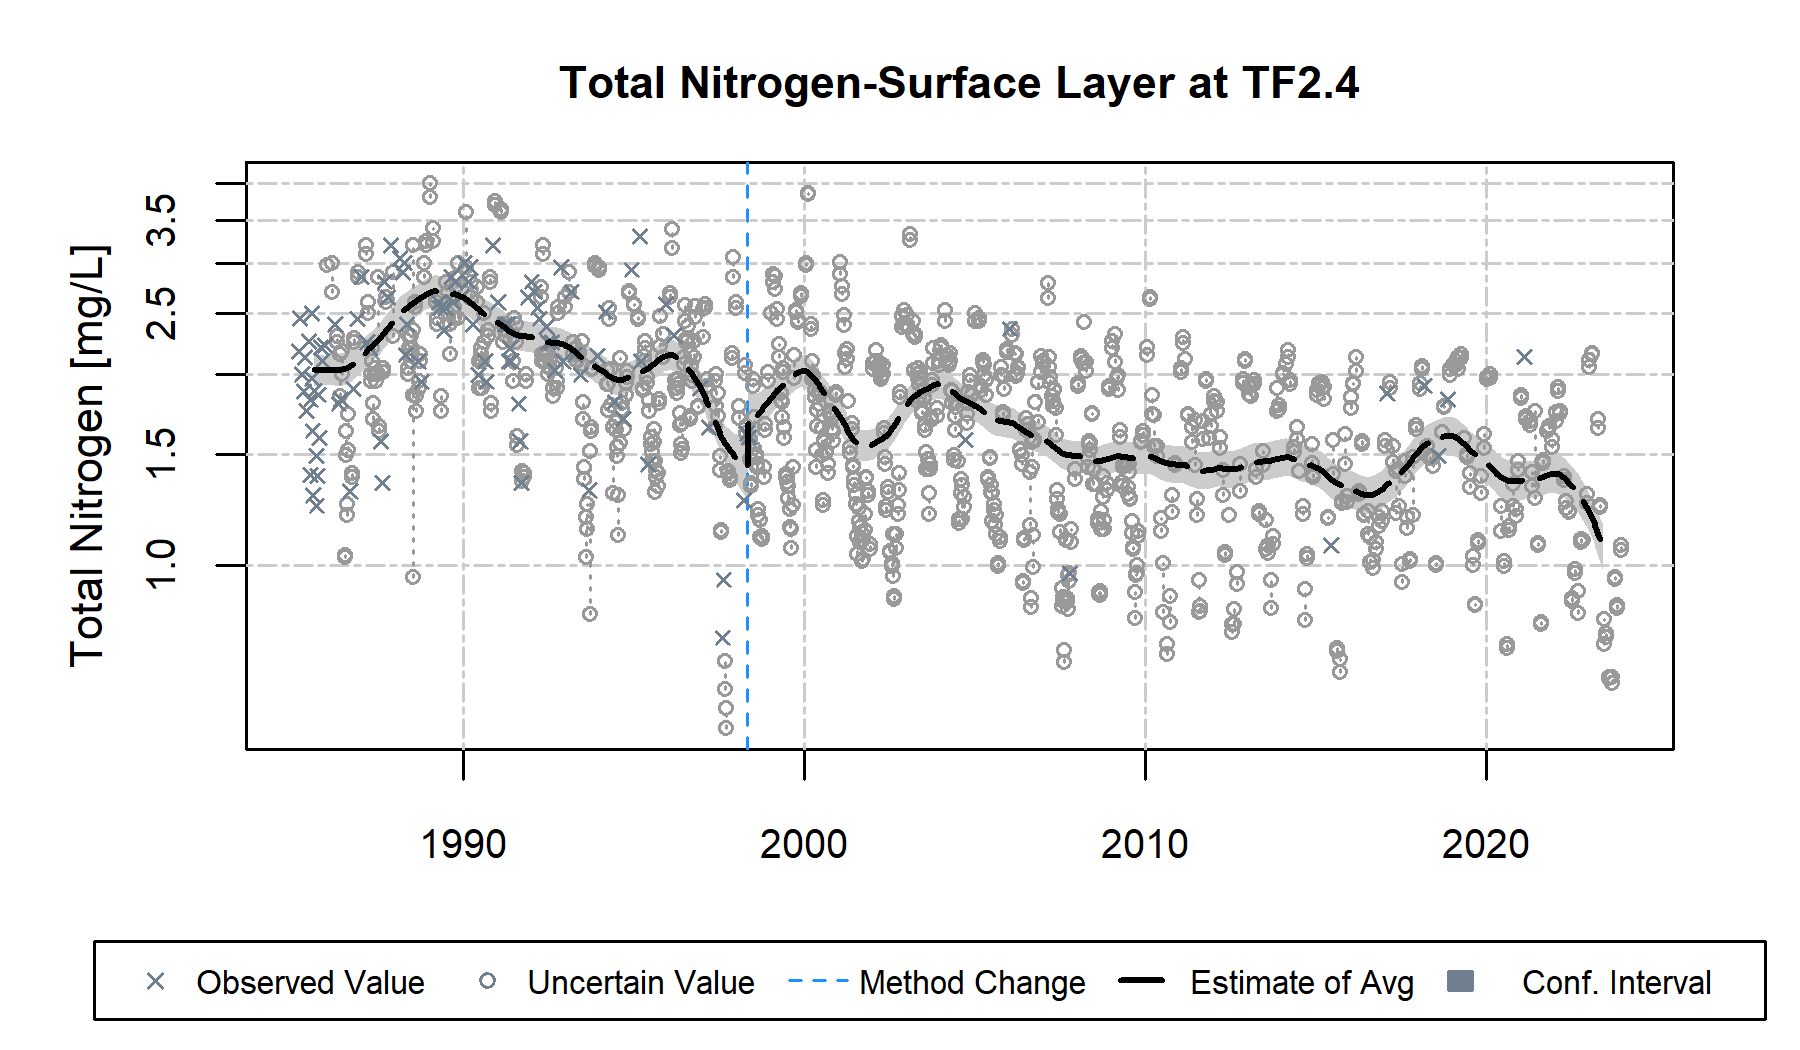 Total Nitrogen-Surface Layer at TF2.4
Total Nitrogen [mg/L]
3.5
2.5
1.5
1.0
1990 2000 2010 2020
Observed Value Uncertain Value Method Change Estimate of Avg Conf. Interval